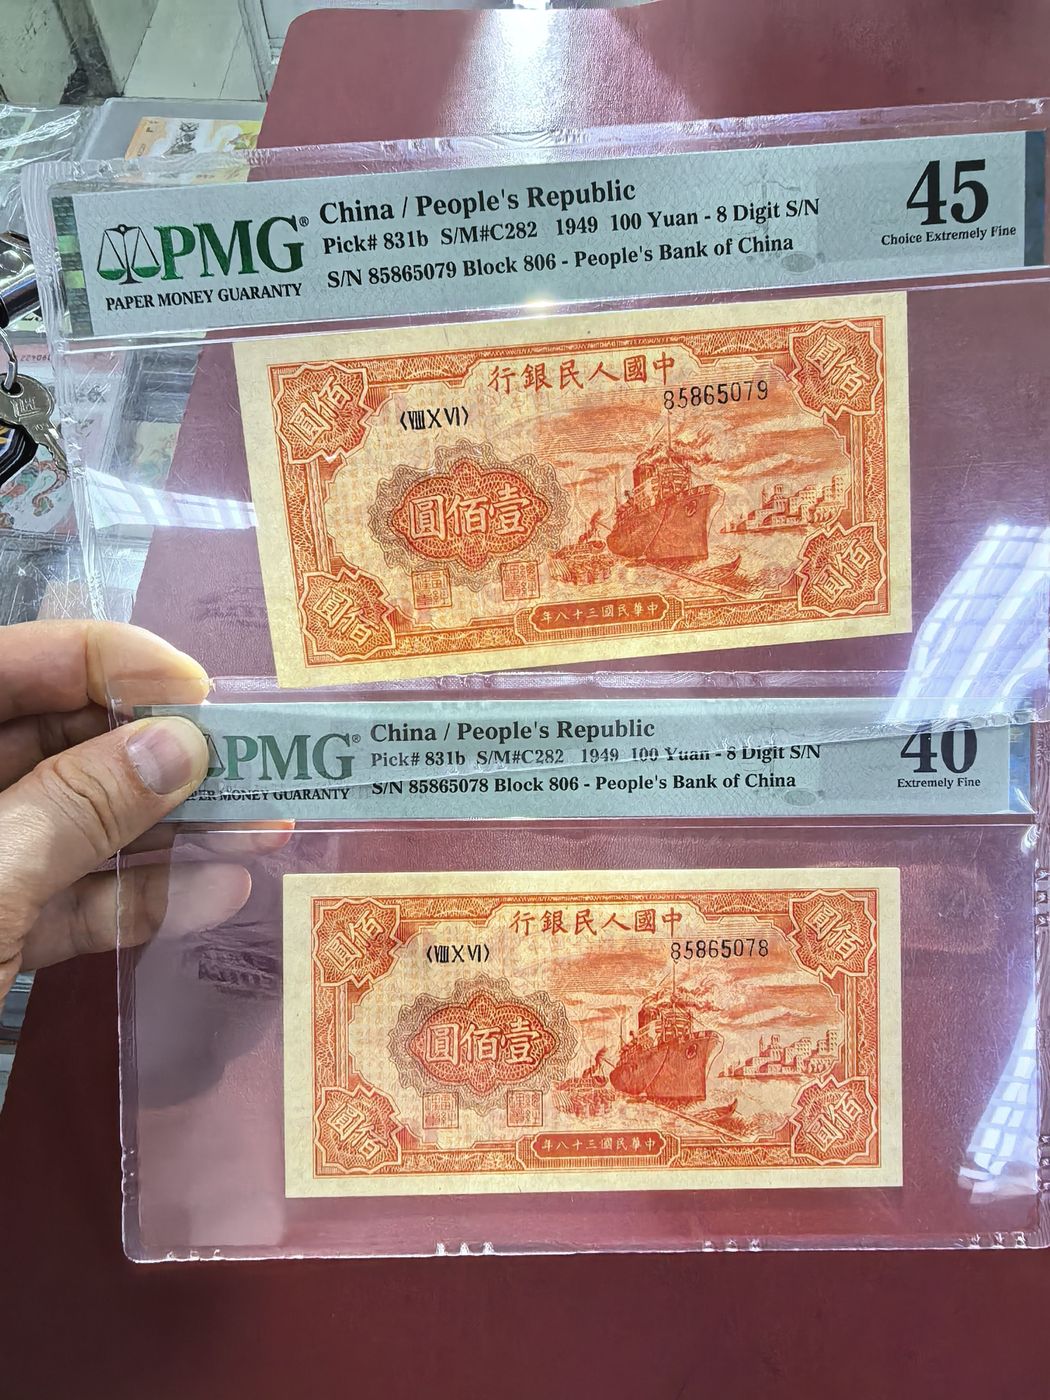 PMG®
PAPER MONEY GUARANTY
China / People's Republic
Pick# 831b S/M#C282 1949 100 Yuan - 8 Digit S/N
S/N 85865079 Block 806 - People's Bank of China
45
Choice Extremely Fine
行銀民人國中
85865079
〈ⅧⅩⅥ〉
佰圓
佰圓
圓佰壹
佰圓
佰圓
年八十三國民華中
PMG®
PER MONEY GUARANTY
China / People's Republic
Pick# 831b S/M#C282 1949 100 Yuan - 8 Digit S/N
S/N 85865078 Block 806 - People's Bank of China
40
Extremely Fine
行銀民人國中
85865078
〈ⅧⅩⅥ〉
佰圓
佰圓
圓佰壹
佰圓
佰圓
年八十三國民華中